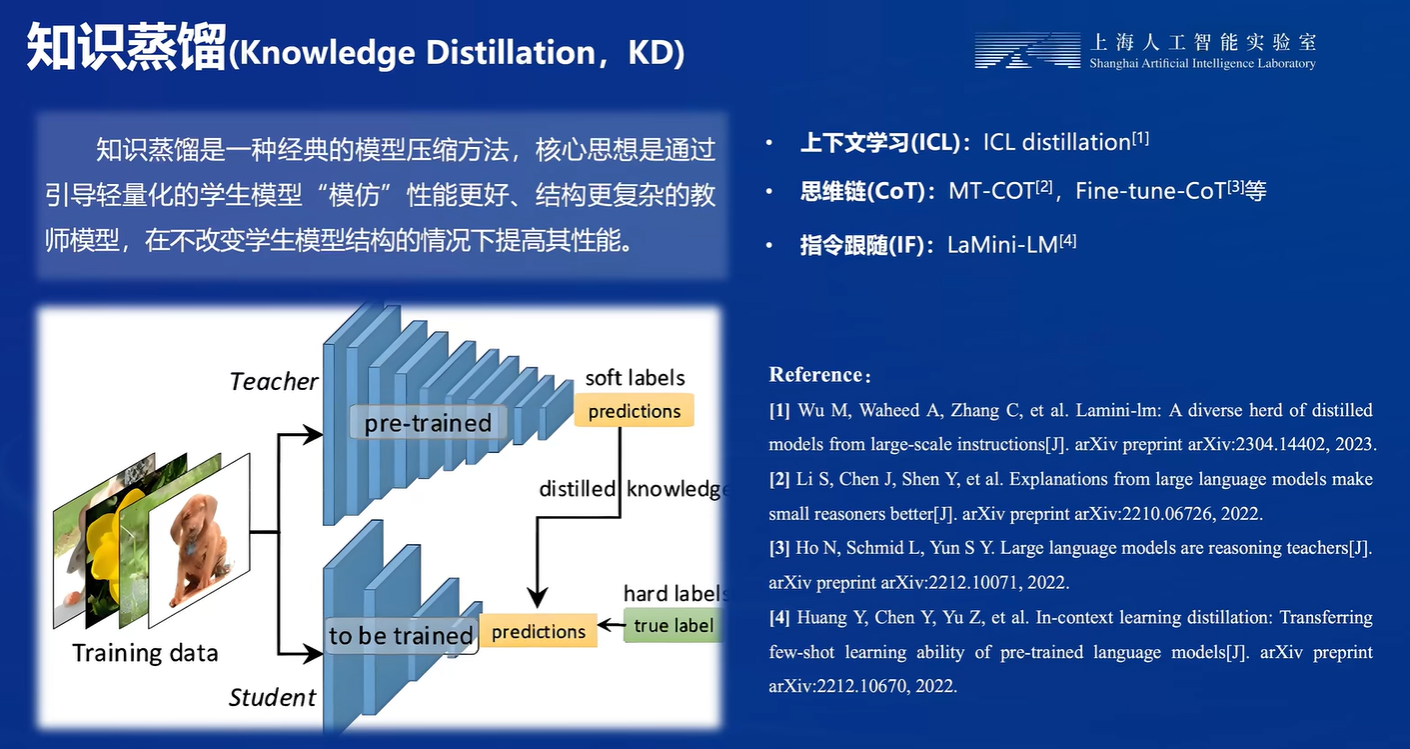 知识蒸馏(Knowledge Distillation，KD)
上海人工智能实验室
Shanghai Artificial Intelligence Laboratory
知识蒸馏是一种经典的模型压缩方法，核心思想是通过
引导轻量化的学生模型“模仿”性能更好、结构更复杂的教
师模型，在不改变学生模型结构的情况下提高其性能。
• 上下文学习(ICL)：ICL distillation[1]
• 思维链(CoT)：MT-COT[2]，Fine-tune-CoT[3]等
• 指令跟随(IF)：LaMini-LM[4]
Teacher
pre-trained
soft labels
predictions
distilled knowledge
Training data
hard labels
to be trained
predictions
true label
Student
Reference：
[1] Wu M, Waheed A, Zhang C, et al. Lamini-lm: A diverse herd of distilled
models from large-scale instructions[J]. arXiv preprint arXiv:2304.14402, 2023.
[2] Li S, Chen J, Shen Y, et al. Explanations from large language models make
small reasoners better[J]. arXiv preprint arXiv:2210.06726, 2022.
[3] Ho N, Schmid L, Yun S Y. Large language models are reasoning teachers[J].
arXiv preprint arXiv:2212.10071, 2022.
[4] Huang Y, Chen Y, Yu Z, et al. In-context learning distillation: Transferring
few-shot learning ability of pre-trained language models[J]. arXiv preprint
arXiv:2212.10670, 2022.